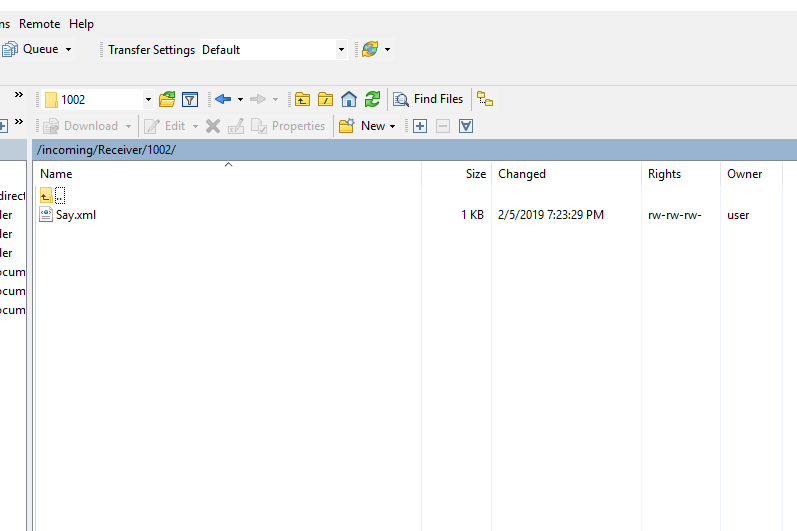 ns Remote Help
Queue Transfer Settings Default
» 1002 Find Files
» Download Edit Properties New
/incoming/Receiver/1002/
Name Size Changed Rights Owner
direct ..
der Say.xml 1 KB 2/5/2019 7:23:29 PM rw-rw-rw- user
der
der
ocum
ocum
ocum